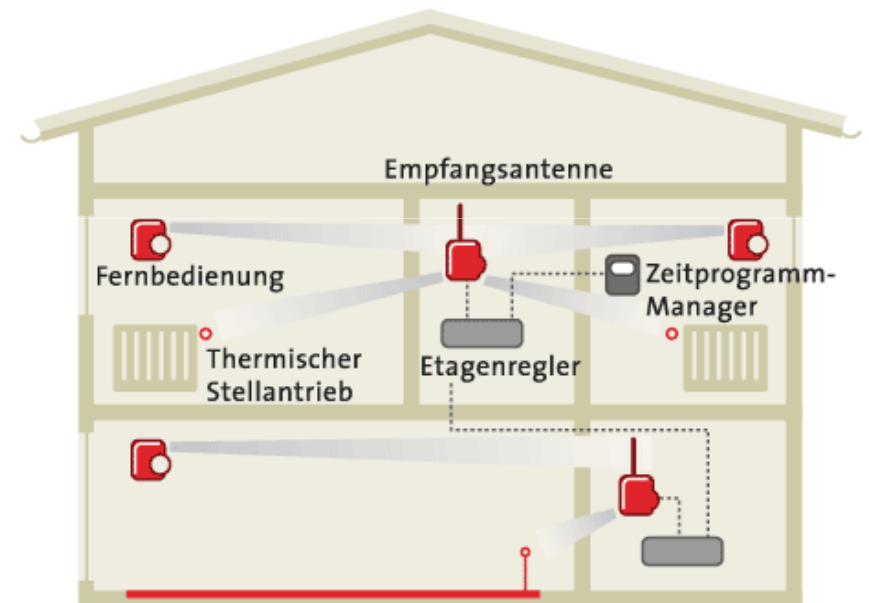 Empfangsantenne
Fernbedienung
Zeitprogramm-
Manager
Thermischer
Stellantrieb
Etagenregler